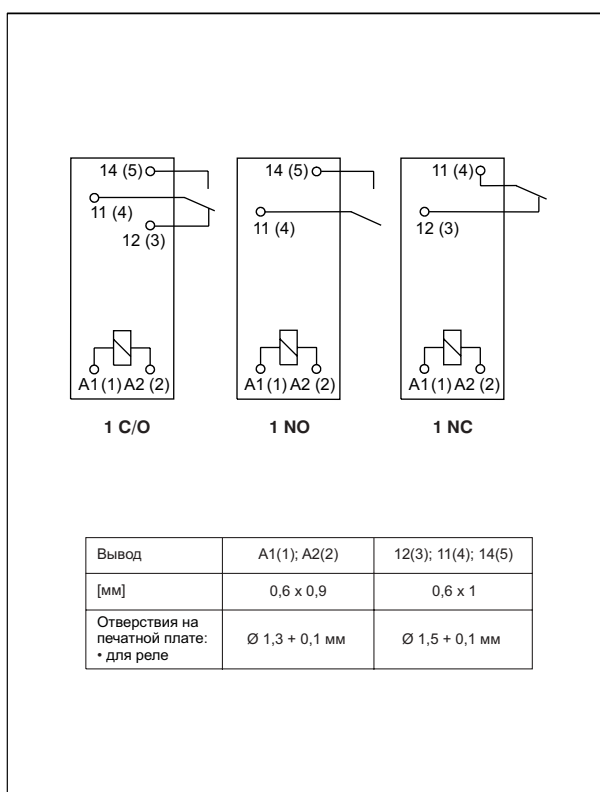 14 (5)
11 (4)
12 (3)
A1 (1) A2 (2)
1 C/O
14 (5)
11 (4)
A1 (1) A2 (2)
1 NO
11 (4)
12 (3)
A1 (1) A2 (2)
1 NC
Вывод A1(1); A2(2) 12(3); 11(4); 14(5)
[мм] 0,6 x 0,9 0,6 x 1
Отверстия на
печатной плате:
• для реле Ø 1,3 + 0,1 мм Ø 1,5 + 0,1 мм